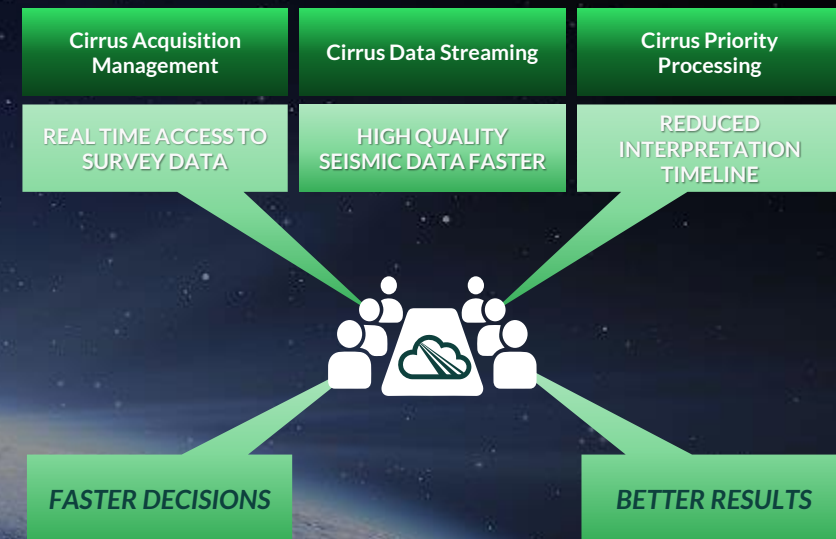 Cirrus Acquisition
Management
Cirrus Data Streaming
Cirrus Priority
Processing
REAL TIME ACCESS TO
SURVEY DATA
HIGH QUALITY
SEISMIC DATA FASTER
REDUCED
INTERPRETATION
TIMELINE
FASTER DECISIONS
BETTER RESULTS